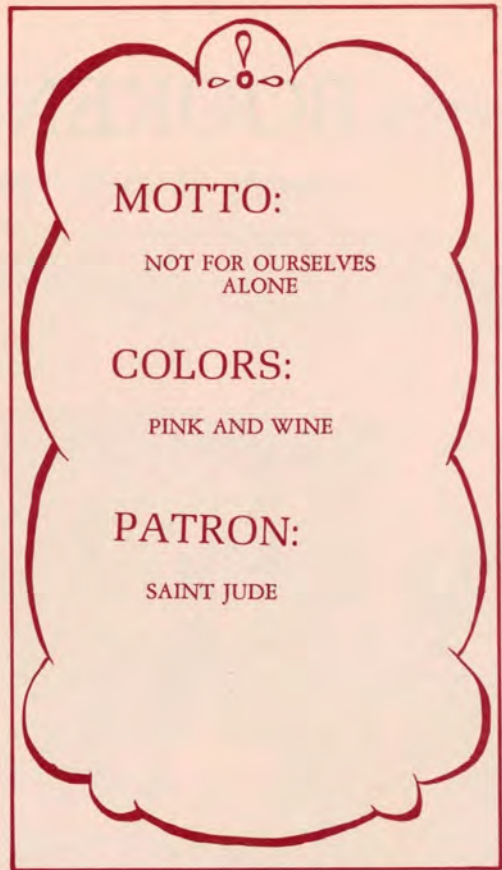 MOTTO:
NOT FOR OURSELVES
ALONE
COLORS:
PINK AND WINE
PATRON:
SAINT JUDE